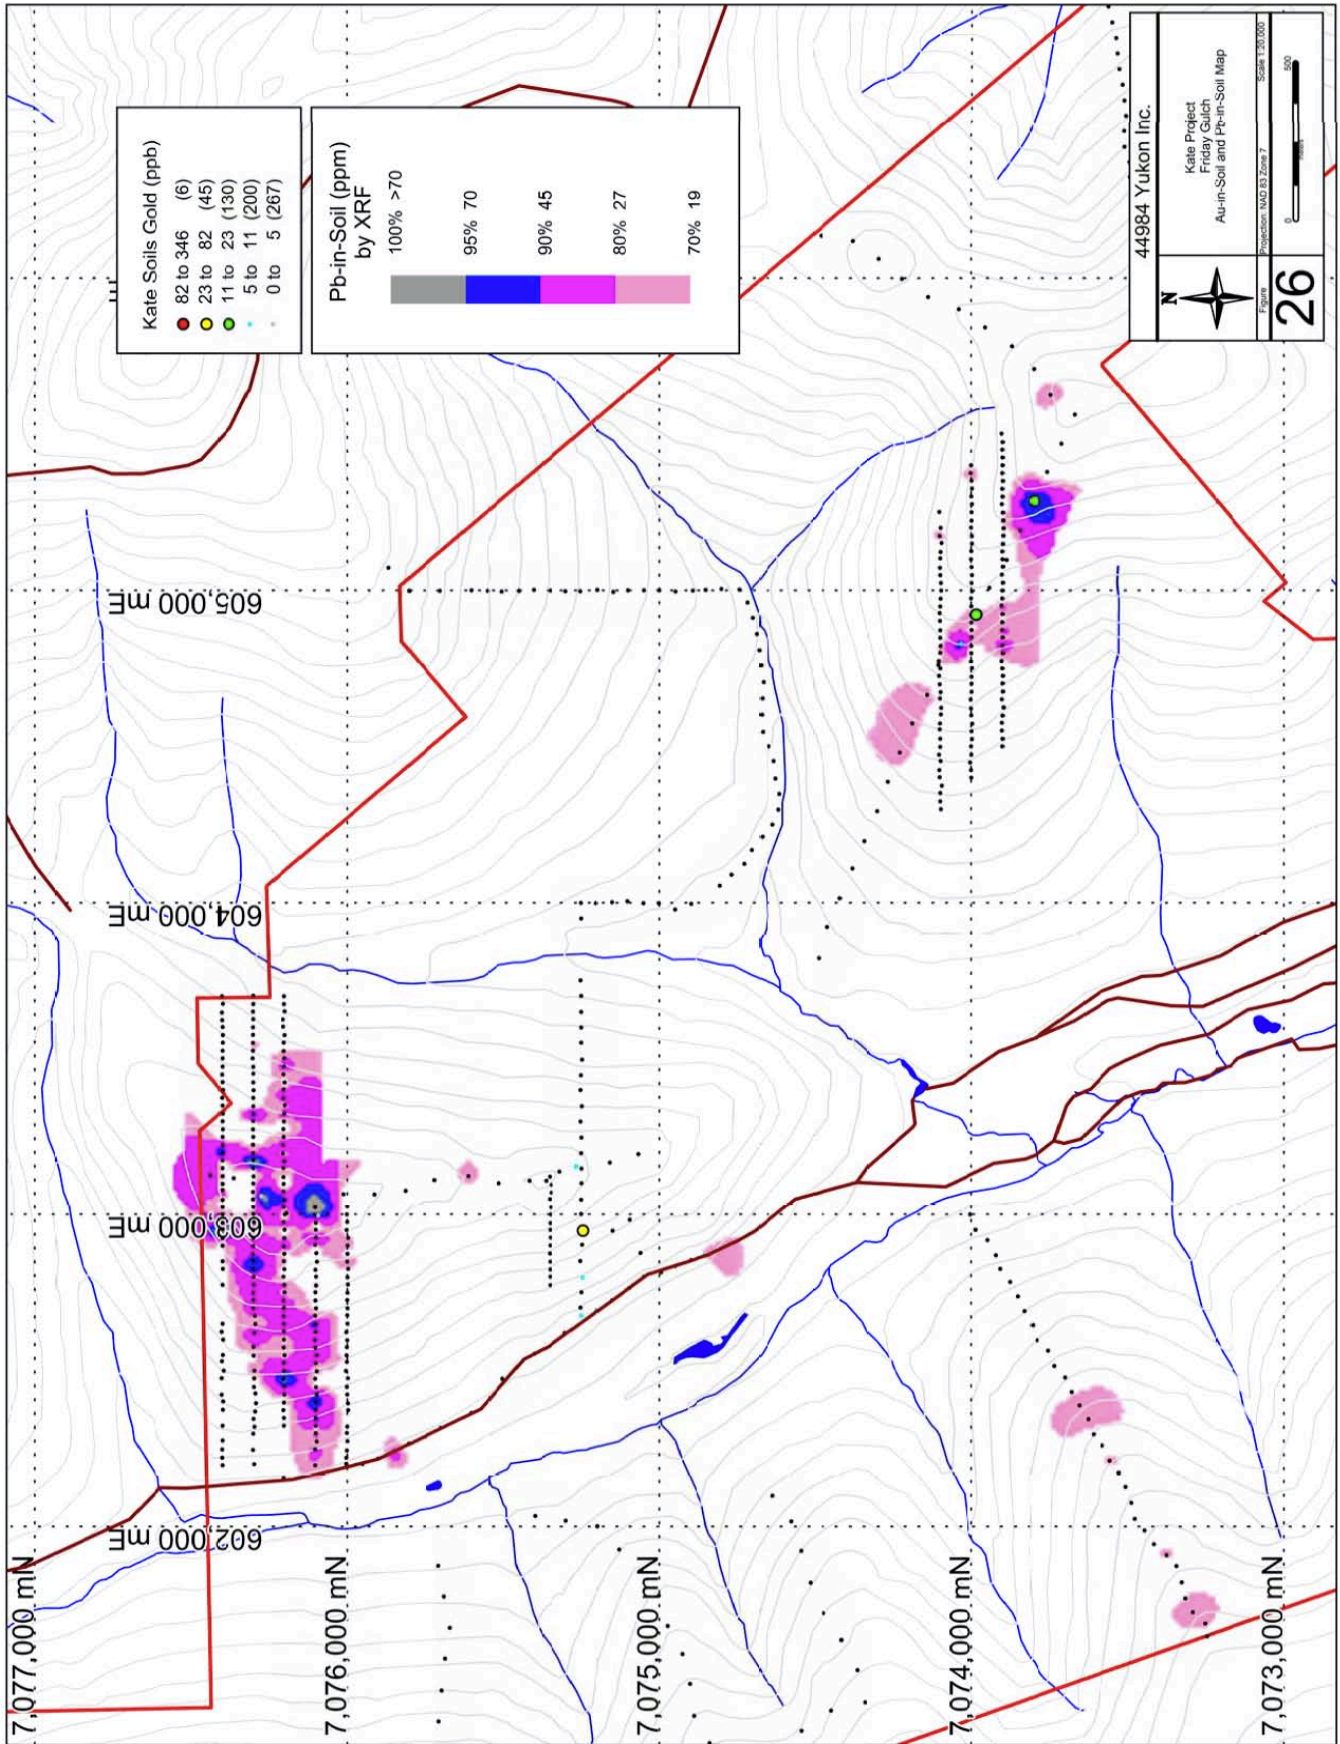 Kate Soils Gold (ppb)
82 to 346 (6)
23 to 82 (45)
11 to 23 (130)
5 to 11 (200)
0 to 5 (267)
Pb-in-Soil (ppm)
by XRF
100% >70
95% 70
90% 45
80% 27
70% 19
605,000 mE
604,000 mE
603,000 mE
602,000 mE
7,077,000 mN
7,076,000 mN
7,075,000 mN
7,074,000 mN
7,073,000 mN
44984 Yukon Inc.
N
Kate Project
Friday Gulch
Au-in-Soil and Pb-in-Soil Map
Figure
26
Projection: NAD 83 Zone 7
Scale 1:20,000
0
500
meters